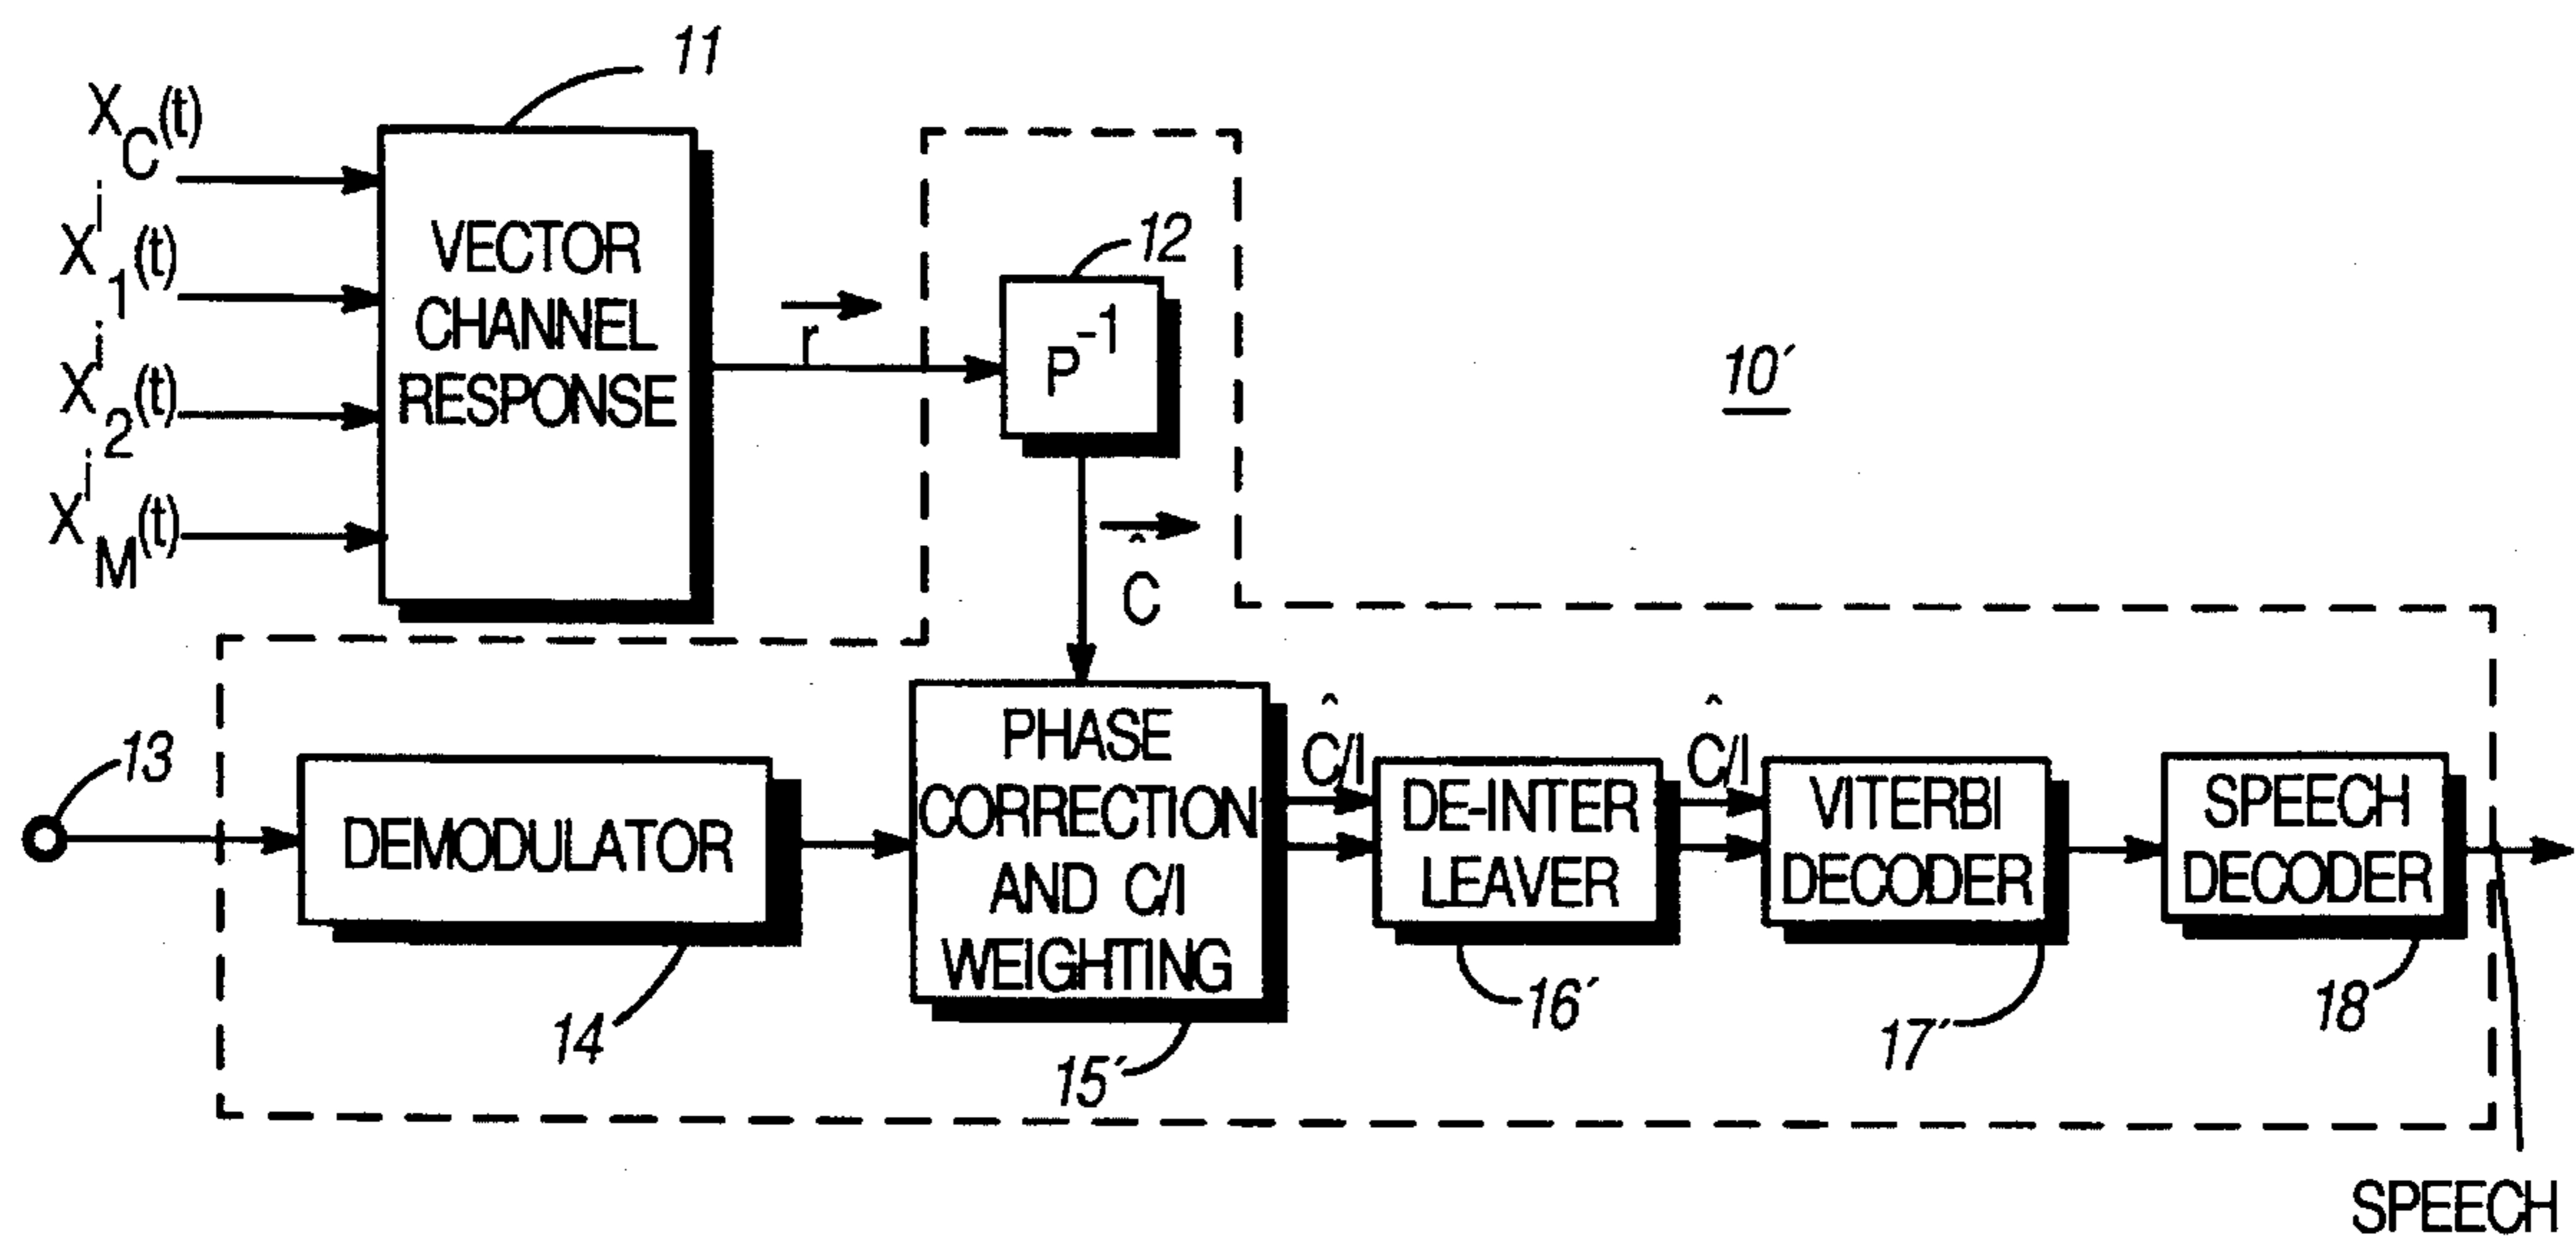 11
X_C(t)
X^i_1(t)
X^i_2(t)
X^i_M(t)
VECTOR
CHANNEL
RESPONSE
r
12
P^-1
10′
Ĉ
13
DEMODULATOR
14
PHASE
CORRECTION
AND C/I
WEIGHTING
15′
Ĉ/I
DE-INTER
LEAVER
16′
Ĉ/I
VITERBI
DECODER
17′
SPEECH
DECODER
18
SPEECH